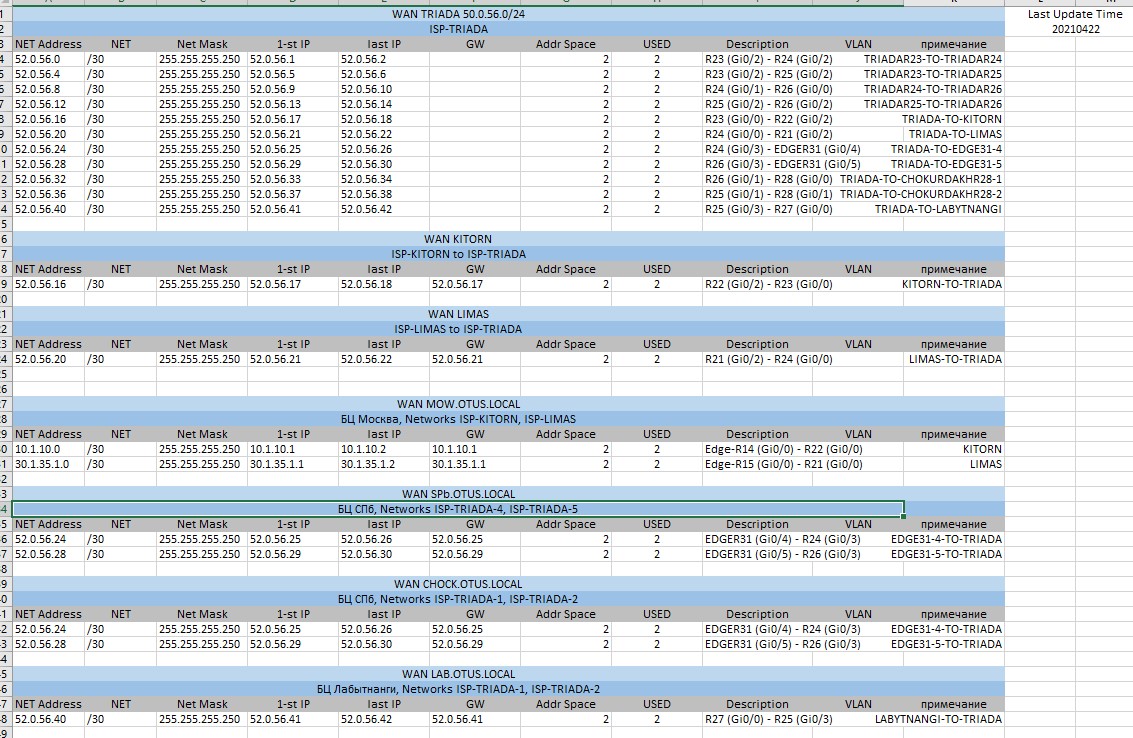 WAN TRIADA 50.0.56.0/24 Last Update Time
ISP-TRIADA 20210422
NET Address NET Net Mask 1-st IP last IP GW Addr Space USED Description VLAN примечание
52.0.56.0 /30 255.255.255.250 52.0.56.1 52.0.56.2 2 2 R23 (Gi0/2) - R24 (Gi0/2) TRIADAR23-TO-TRIADAR24
52.0.56.4 /30 255.255.255.250 52.0.56.5 52.0.56.6 2 2 R23 (Gi0/2) - R25 (Gi0/2) TRIADAR23-TO-TRIADAR25
52.0.56.8 /30 255.255.255.250 52.0.56.9 52.0.56.10 2 2 R24 (Gi0/1) - R26 (Gi0/0) TRIADAR24-TO-TRIADAR26
52.0.56.12 /30 255.255.255.250 52.0.56.13 52.0.56.14 2 2 R25 (Gi0/2) - R26 (Gi0/2) TRIADAR25-TO-TRIADAR26
52.0.56.16 /30 255.255.255.250 52.0.56.17 52.0.56.18 2 2 R23 (Gi0/0) - R22 (Gi0/2) TRIADA-TO-KITORN
52.0.56.20 /30 255.255.255.250 52.0.56.21 52.0.56.22 2 2 R24 (Gi0/0) - R21 (Gi0/2) TRIADA-TO-LIMAS
52.0.56.24 /30 255.255.255.250 52.0.56.25 52.0.56.26 2 2 R24 (Gi0/3) - EDGER31 (Gi0/4) TRIADA-TO-EDGE31-4
52.0.56.28 /30 255.255.255.250 52.0.56.29 52.0.56.30 2 2 R26 (Gi0/3) - EDGER31 (Gi0/5) TRIADA-TO-EDGE31-5
52.0.56.32 /30 255.255.255.250 52.0.56.33 52.0.56.34 2 2 R26 (Gi0/1) - R28 (Gi0/0) TRIADA-TO-CHOKURDAKHR28-1
52.0.56.36 /30 255.255.255.250 52.0.56.37 52.0.56.38 2 2 R25 (Gi0/1) - R28 (Gi0/1) TRIADA-TO-CHOKURDAKHR28-2
52.0.56.40 /30 255.255.255.250 52.0.56.41 52.0.56.42 2 2 R25 (Gi0/3) - R27 (Gi0/0) TRIADA-TO-LABYTNANGI
WAN KITORN
ISP-KITORN to ISP-TRIADA
NET Address NET Net Mask 1-st IP last IP GW Addr Space USED Description VLAN примечание
52.0.56.16 /30 255.255.255.250 52.0.56.17 52.0.56.18 52.0.56.17 2 2 R22 (Gi0/2) - R23 (Gi0/0) KITORN-TO-TRIADA
WAN LIMAS
ISP-LIMAS to ISP-TRIADA
NET Address NET Net Mask 1-st IP last IP GW Addr Space USED Description VLAN примечание
52.0.56.20 /30 255.255.255.250 52.0.56.21 52.0.56.22 52.0.56.21 2 2 R21 (Gi0/2) - R24 (Gi0/0) LIMAS-TO-TRIADA
WAN MOW.OTUS.LOCAL
БЦ Москва, Networks ISP-KITORN, ISP-LIMAS
NET Address NET Net Mask 1-st IP last IP GW Addr Space USED Description VLAN примечание
10.1.10.0 /30 255.255.255.250 10.1.10.1 10.1.10.2 10.1.10.1 2 2 Edge-R14 (Gi0/0) - R22 (Gi0/0) KITORN
30.1.35.1.0 /30 255.255.255.250 30.1.35.1.1 30.1.35.1.2 30.1.35.1.1 2 2 Edge-R15 (Gi0/0) - R21 (Gi0/0) LIMAS
WAN SPb.OTUS.LOCAL
БЦ СПб, Networks ISP-TRIADA-4, ISP-TRIADA-5
NET Address NET Net Mask 1-st IP last IP GW Addr Space USED Description VLAN примечание
52.0.56.24 /30 255.255.255.250 52.0.56.25 52.0.56.26 52.0.56.25 2 2 EDGER31 (Gi0/4) - R24 (Gi0/3) EDGE31-4-TO-TRIADA
52.0.56.28 /30 255.255.255.250 52.0.56.29 52.0.56.30 52.0.56.29 2 2 EDGER31 (Gi0/5) - R26 (Gi0/3) EDGE31-5-TO-TRIADA
WAN CHOCK.OTUS.LOCAL
БЦ СПб, Networks ISP-TRIADA-1, ISP-TRIADA-2
NET Address NET Net Mask 1-st IP last IP GW Addr Space USED Description VLAN примечание
52.0.56.24 /30 255.255.255.250 52.0.56.25 52.0.56.26 52.0.56.25 2 2 EDGER31 (Gi0/4) - R24 (Gi0/3) EDGE31-4-TO-TRIADA
52.0.56.28 /30 255.255.255.250 52.0.56.29 52.0.56.30 52.0.56.29 2 2 EDGER31 (Gi0/5) - R26 (Gi0/3) EDGE31-5-TO-TRIADA
WAN LAB.OTUS.LOCAL
БЦ Лабытнанги, Networks ISP-TRIADA-1, ISP-TRIADA-2
NET Address NET Net Mask 1-st IP last IP GW Addr Space USED Description VLAN примечание
52.0.56.40 /30 255.255.255.250 52.0.56.41 52.0.56.42 52.0.56.41 2 2 R27 (Gi0/0) - R25 (Gi0/3) LABYTNANGI-TO-TRIADA